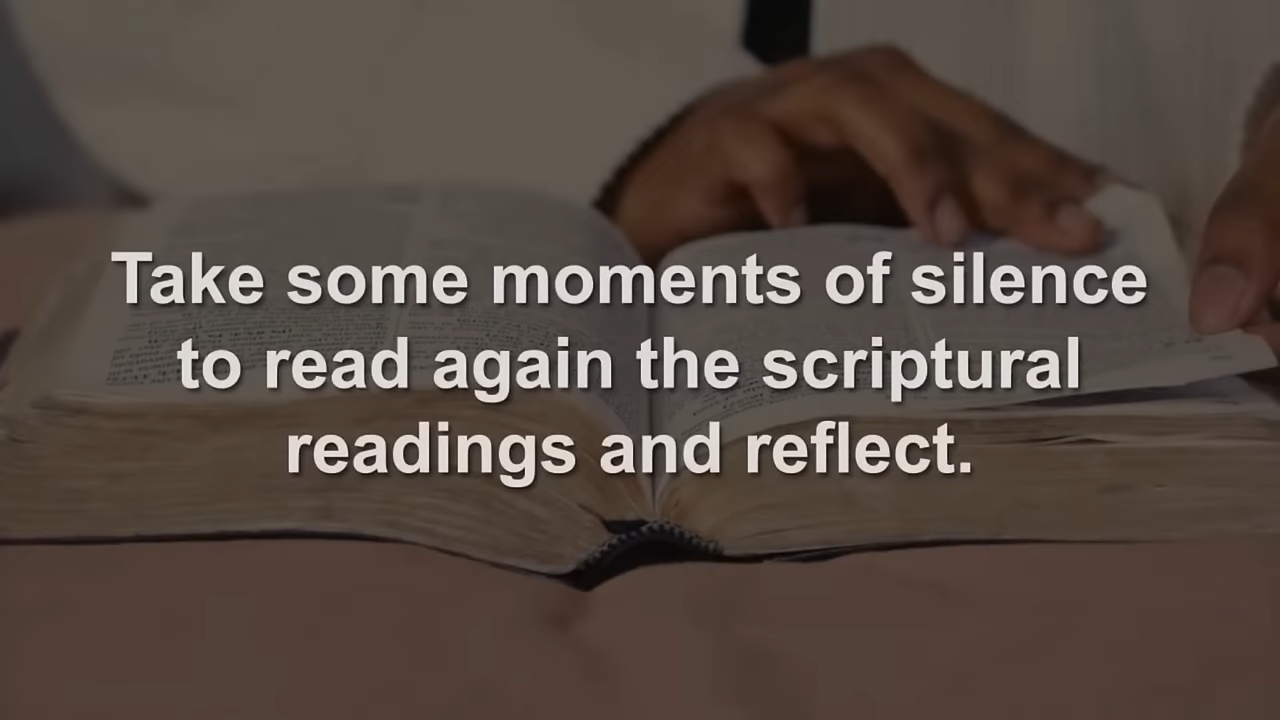 Take some moments of silence
to read again the scriptural
readings and reflect.